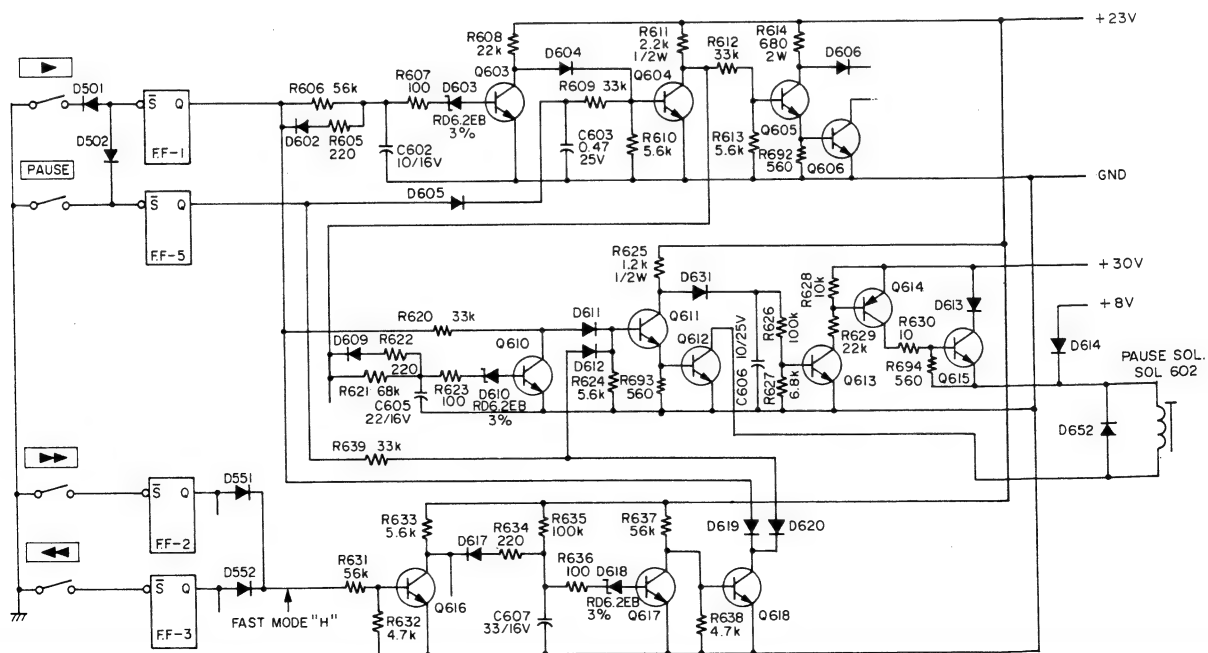 +23V
R608
22k
R611
2.2k
1/2W
R612
33k
R614
680
2W
D606
D604
Q603
Q604
R607
100
D603
R609 33k
D501
R606 56k
S Q
F.F-1
D502
D602
R605
220
C602
10/16V
RD6.2EB
3%
C603
0.47
25V
R610
5.6k
R613
5.6k
Q605
R692
560
Q606
PAUSE
GND
D605
S Q
F.F-5
R625
1.2k
1/2W
D631
R628
10k
Q614
+30V
D613
+8V
R620 33k
D611
Q611
C606 10/25V
R626
100k
R629
22k
R630
10
D614
Q610
Q612
D609
R622
220
D612
R624
5.6k
R693
560
R627
6.8k
Q613
R694
560
Q615
PAUSE SOL.
SOL 602
R621 68k
C605
22/16V
R623
100
D610
RD6.2EB
3%
D652
R639 33k
D551
S Q
F.F-2
R633
5.6k
D617
R634
220
R635
100k
R637
56k
D619
D620
D552
R631
56k
R636
100
D618
RD6.2EB
3%
S Q
F.F-3
FAST MODE "H"
R632
4.7k
Q616
C607
33/16V
Q617
R638
4.7k
Q618